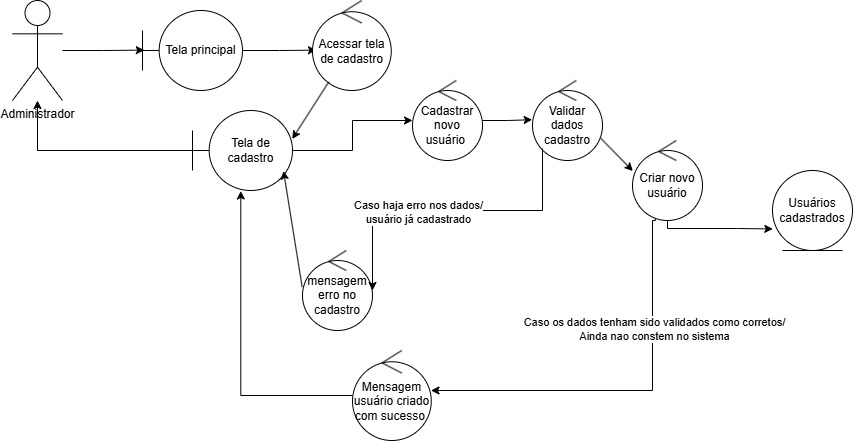 Administrador
Tela principal
Acessar tela
de cadastro
Tela de
cadastro
Cadastrar
novo
usuário
Validar
dados
cadastro
Criar novo
usuário
Usuários
cadastrados
Caso haja erro nos dados/
usuário já cadastrado
mensagem
erro no
cadastro
Caso os dados tenham sido validados como corretos/
Ainda nao constem no sistema
Mensagem
usuário criado
com sucesso